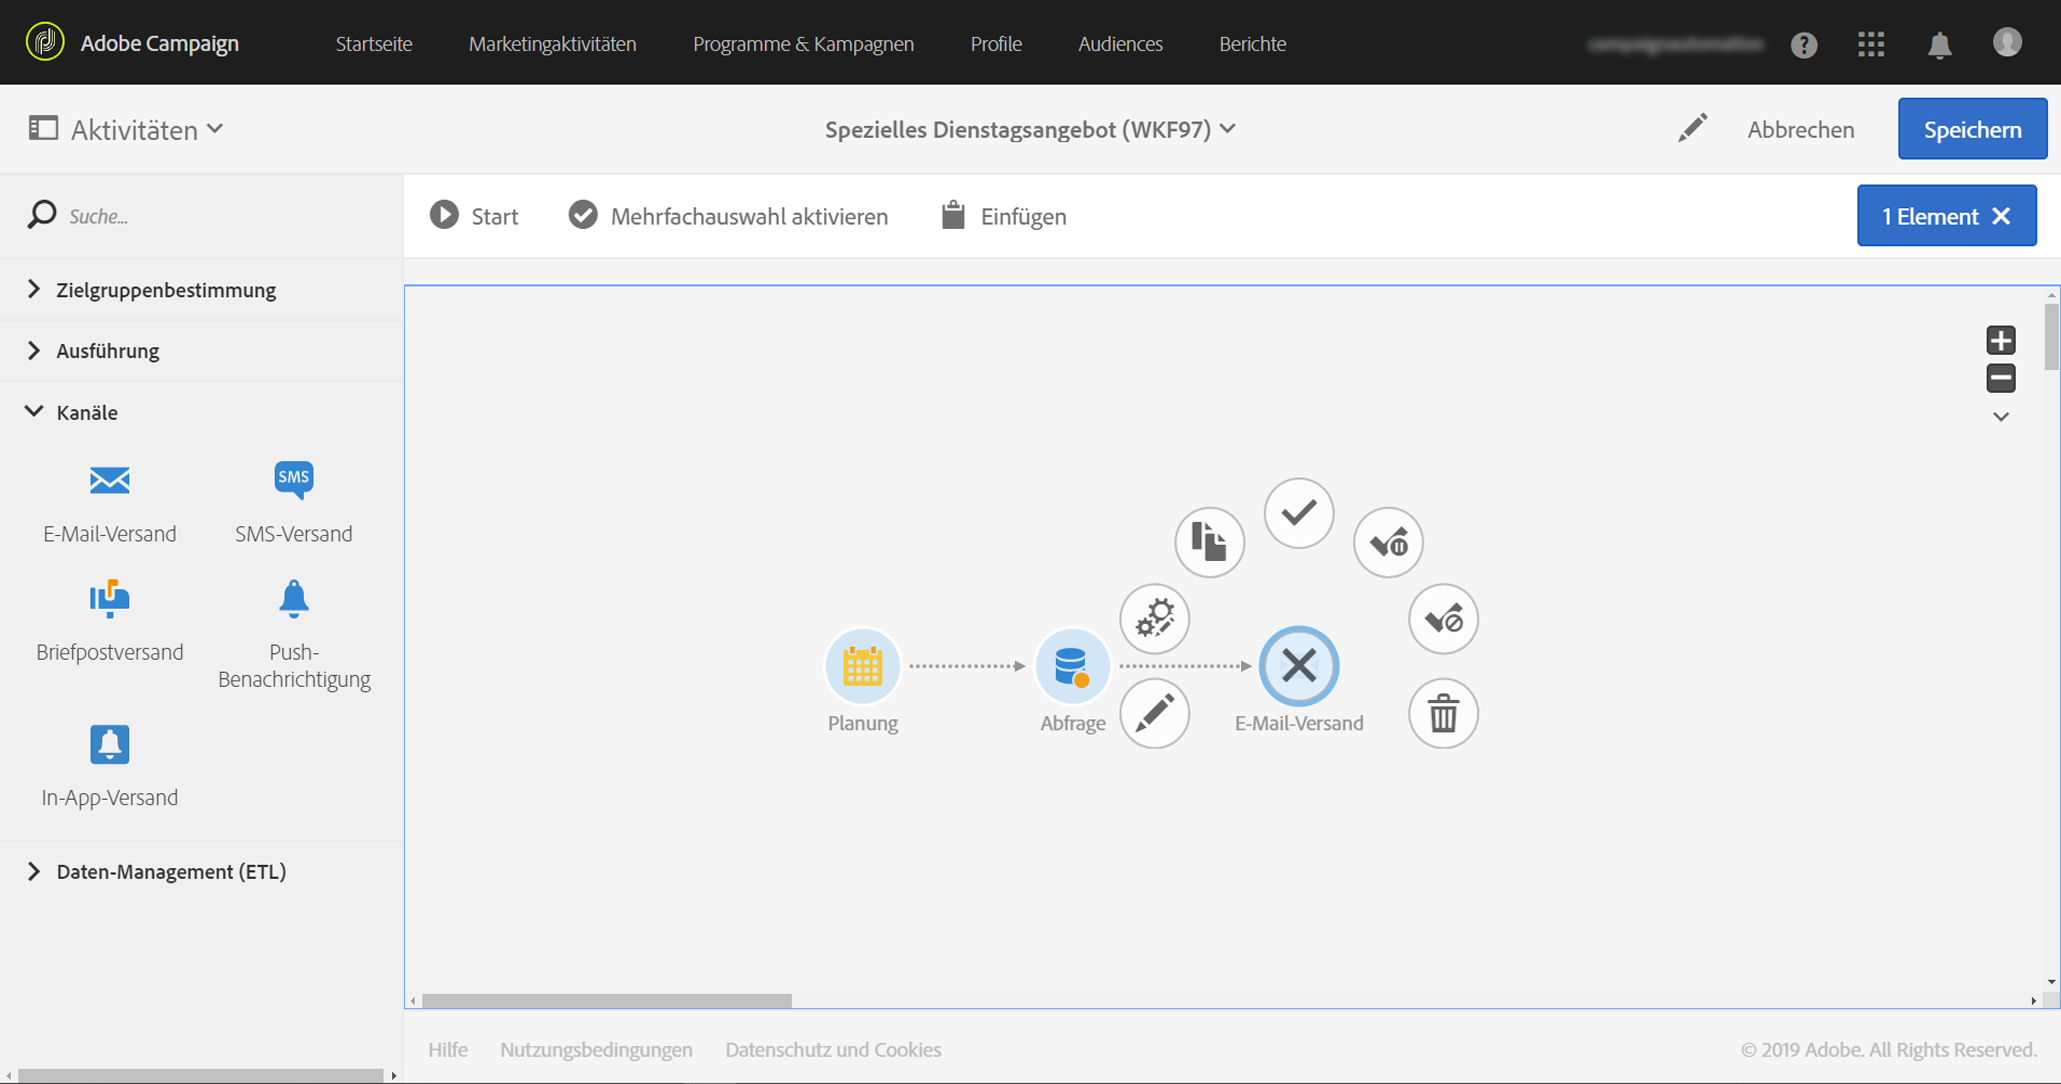 Adobe Campaign
Startseite
Marketingaktivitäten
Programme & Kampagnen
Profile
Audiences
Berichte
?
Aktivitäten
Spezielles Dienstagsangebot (WKF97)
Abbrechen
Speichern
Suche...
Start
Mehrfachauswahl aktivieren
Einfügen
1 Element
Zielgruppenbestimmung
Ausführung
Kanäle
E-Mail-Versand
SMS
SMS-Versand
Briefpostversand
Push-
Benachrichtigung
In-App-Versand
Daten-Management (ETL)
Planung
Abfrage
E-Mail-Versand
Hilfe
Nutzungsbedingungen
Datenschutz und Cookies
© 2019 Adobe. All Rights Reserved.